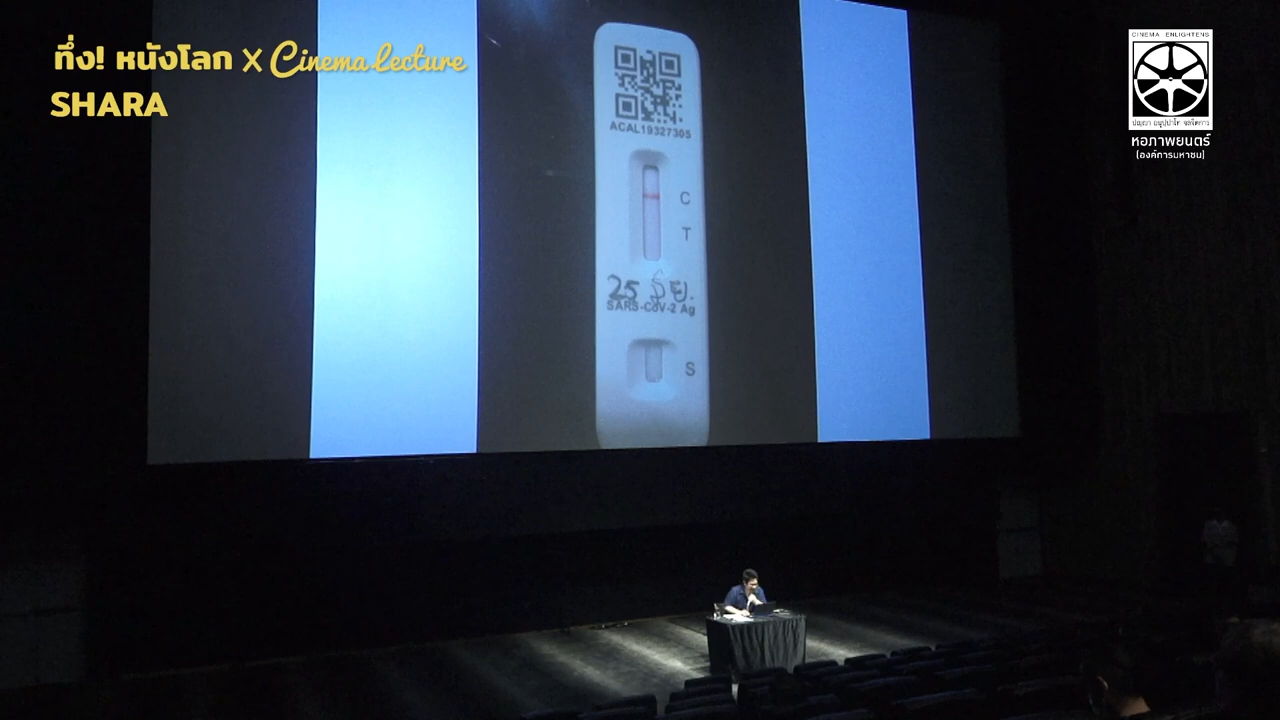 ทึ่ง! หนังโลก X Cinema Lecture
SHARA
CINEMA ENLIGHTENS
หอภาพยนตร์
(องค์การมหาชน)
ACAL19327305
C
T
25 มิ.ย.
SARS-CoV-2 Ag
S